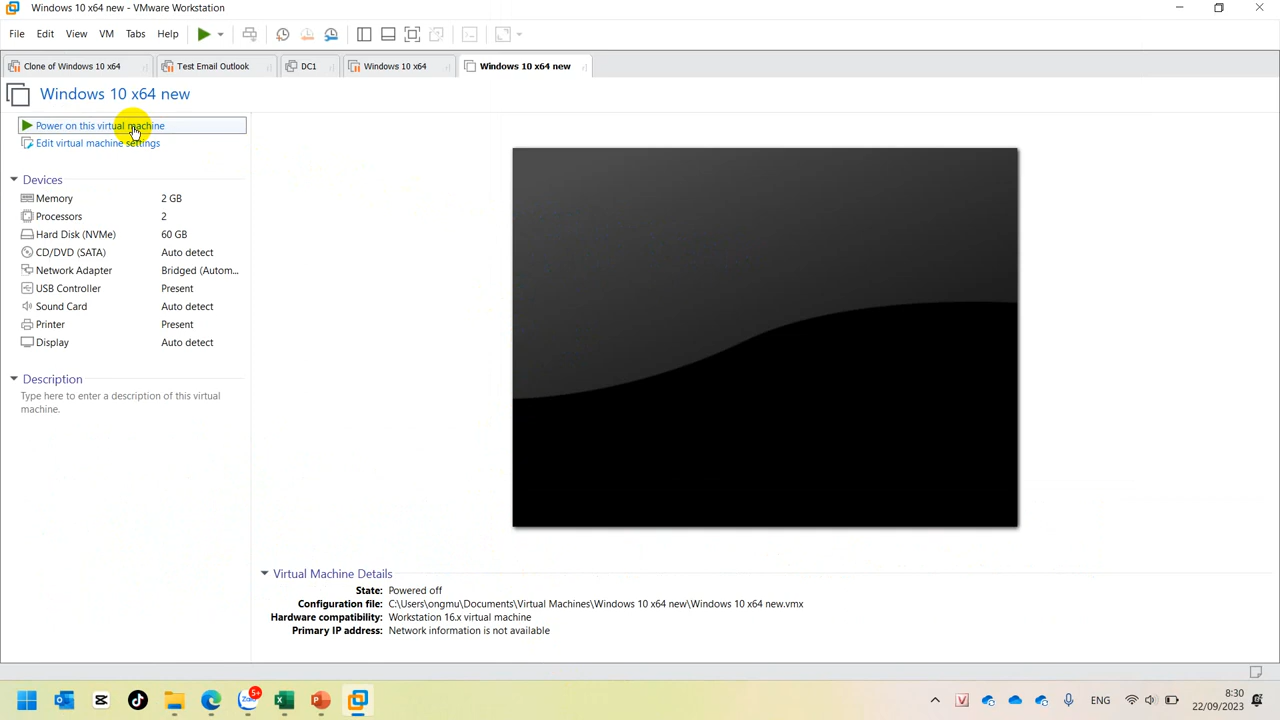 Windows 10 x64 new - VMware Workstation
File Edit View VM Tabs Help
Clone of Windows 10 x64 Test Email Outlook DC1 Windows 10 x64 Windows 10 x64 new
Windows 10 x64 new
Power on this virtual machine
Edit virtual machine settings
Devices
Memory 2 GB
Processors 2
Hard Disk (NVMe) 60 GB
CD/DVD (SATA) Auto detect
Network Adapter Bridged (Autom...
USB Controller Present
Sound Card Auto detect
Printer Present
Display Auto detect
Description
Type here to enter a description of this virtual
machine.
Virtual Machine Details
State: Powered off
Configuration file: C:\Users\ongmu\Documents\Virtual Machines\Windows 10 x64 new\Windows 10 x64 new.vmx
Hardware compatibility: Workstation 16.x virtual machine
Primary IP address: Network information is not available
Zalo 5+
ENG
8:30
22/09/2023